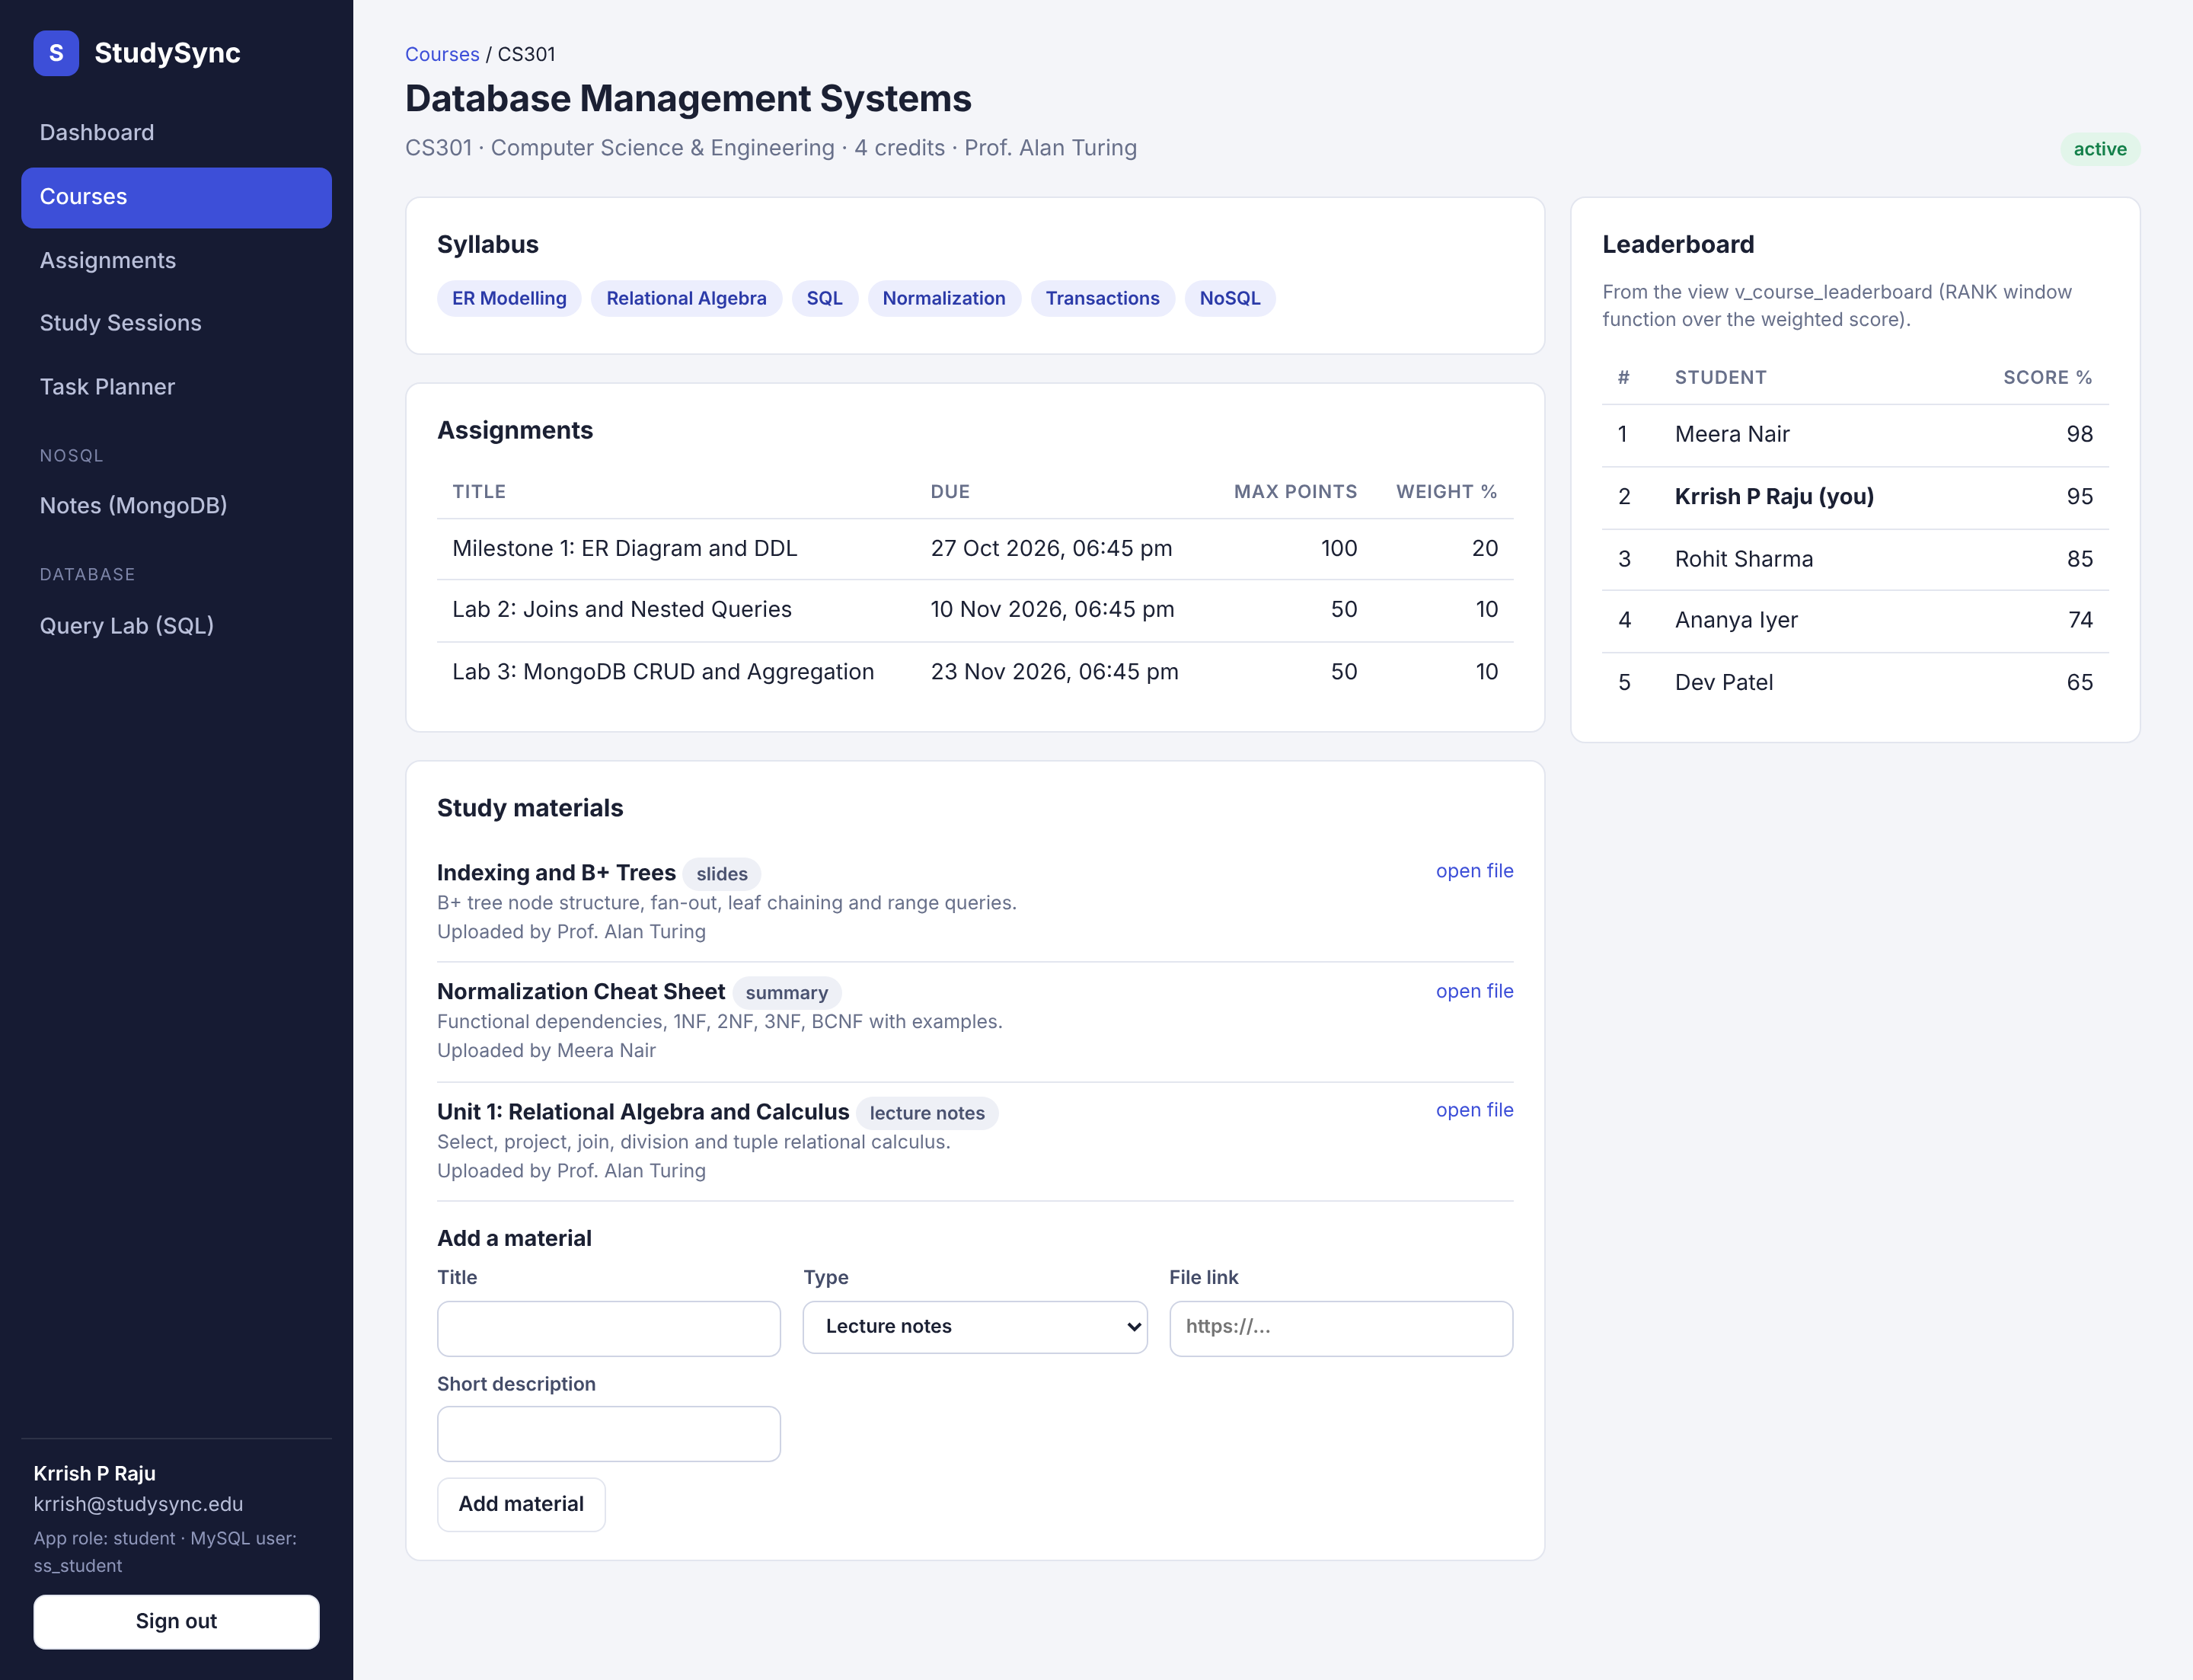 S StudySync
Dashboard
Courses
Assignments
Study Sessions
Task Planner
NOSQL
Notes (MongoDB)
DATABASE
Query Lab (SQL)
Krrish P Raju
krrish@studysync.edu
App role: student · MySQL user:
ss_student
Sign out
Courses / CS301
Database Management Systems
CS301 · Computer Science & Engineering · 4 credits · Prof. Alan Turing
active
Syllabus
ER Modelling Relational Algebra SQL Normalization Transactions NoSQL
Assignments
TITLE DUE MAX POINTS WEIGHT %
Milestone 1: ER Diagram and DDL 27 Oct 2026, 06:45 pm 100 20
Lab 2: Joins and Nested Queries 10 Nov 2026, 06:45 pm 50 10
Lab 3: MongoDB CRUD and Aggregation 23 Nov 2026, 06:45 pm 50 10
Study materials
Indexing and B+ Trees slides open file
B+ tree node structure, fan-out, leaf chaining and range queries.
Uploaded by Prof. Alan Turing
Normalization Cheat Sheet summary open file
Functional dependencies, 1NF, 2NF, 3NF, BCNF with examples.
Uploaded by Meera Nair
Unit 1: Relational Algebra and Calculus lecture notes open file
Select, project, join, division and tuple relational calculus.
Uploaded by Prof. Alan Turing
Add a material
Title Type File link
Lecture notes https://...
Short description
Add material
Leaderboard
From the view v_course_leaderboard (RANK window
function over the weighted score).
# STUDENT SCORE %
1 Meera Nair 98
2 Krrish P Raju (you) 95
3 Rohit Sharma 85
4 Ananya Iyer 74
5 Dev Patel 65